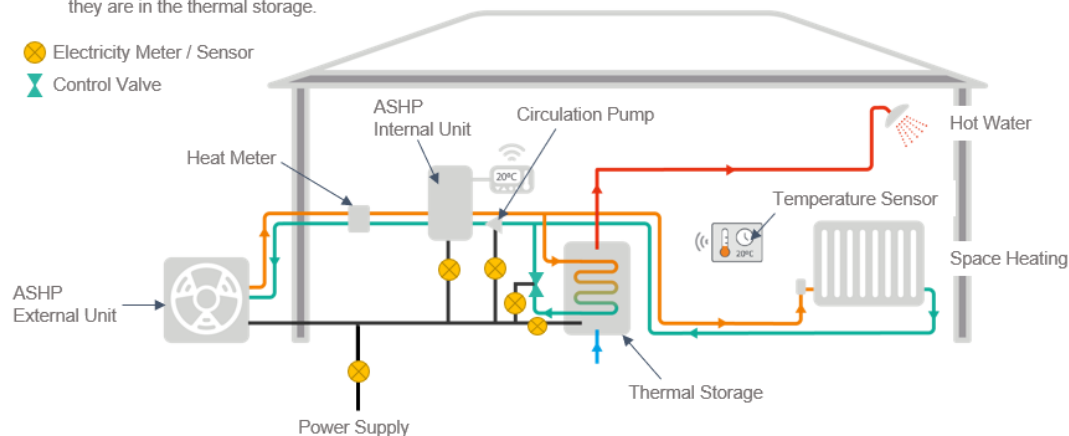 they are in the thermal storage.
Electricity Meter / Sensor
Control Valve
ASHP
Internal Unit
Circulation Pump
Hot Water
Heat Meter
20ºC
Temperature Sensor
20ºC
Space Heating
ASHP
External Unit
Thermal Storage
Power Supply